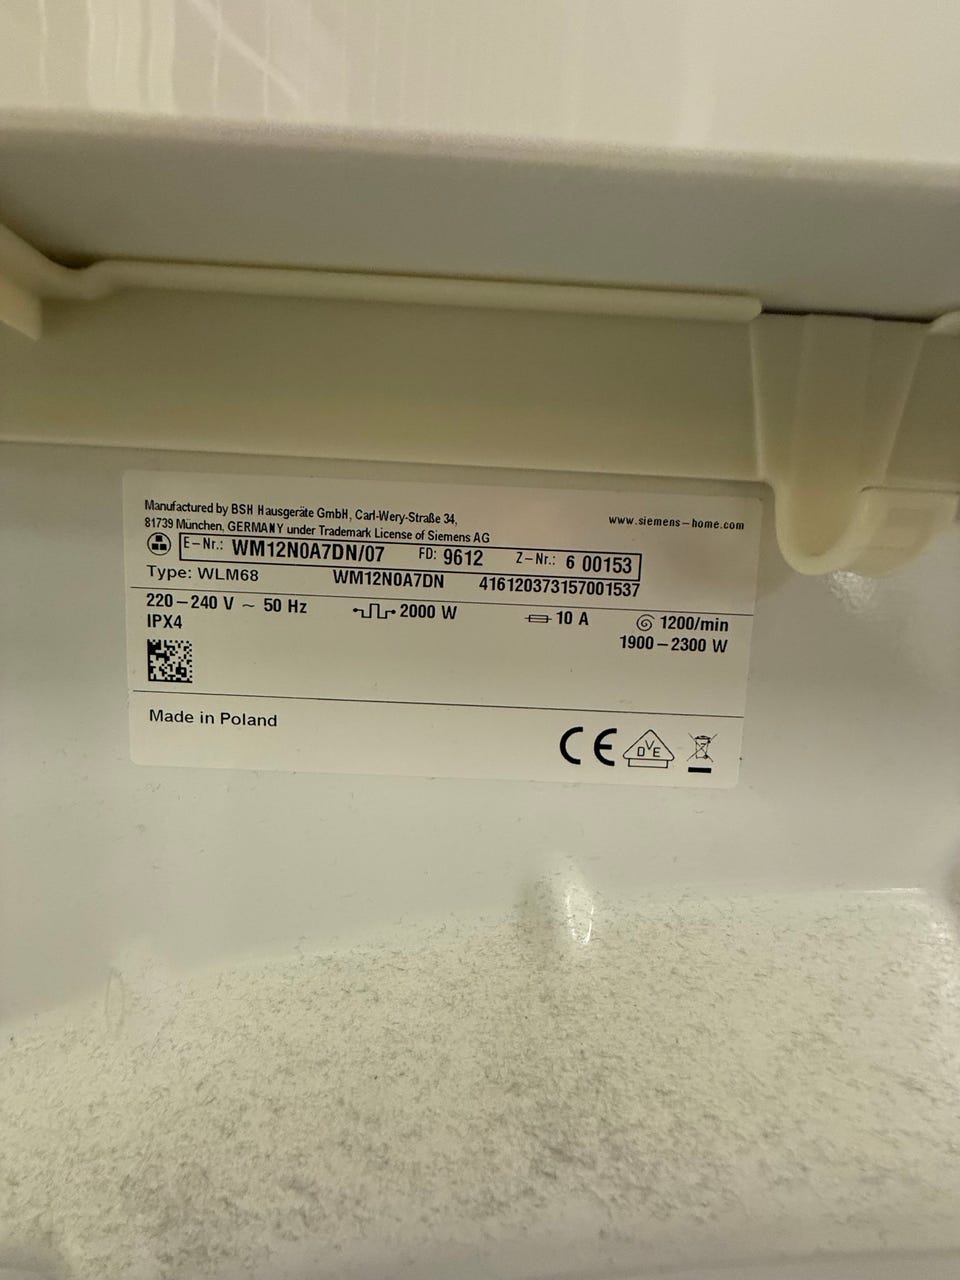 Manufactured by BSH Hausgeräte GmbH, Carl-Wery-Straße 34,
81739 München, GERMANY under Trademark License of Siemens AG
www.siemens-home.com
E-Nr.: WM12N0A7DN/07 FD: 9612 Z-Nr.: 6 00153
Type: WLM68 WM12N0A7DN 416120373157001537
220-240 V ~ 50 Hz 2000 W 10 A 1200/min
IPX4 1900-2300 W
Made in Poland
CE DVE